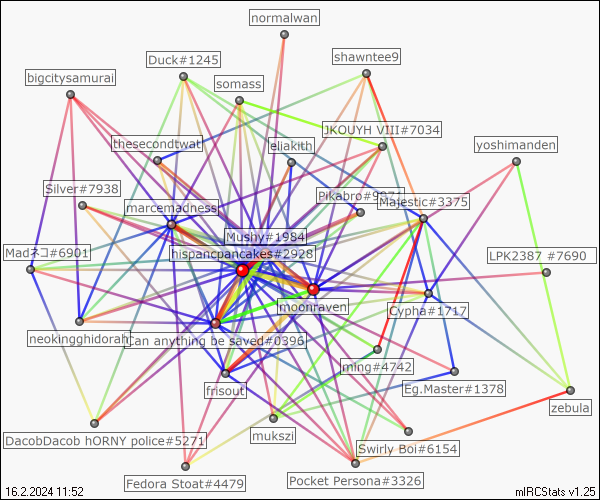 normalwan
shawntee9
Duck#1245
bigcitysamurai
somass
JKOUYH VIII#7034
thesecondtwat
eljakith
yoshimanden
Silver#7938
marcemadness
Majestic#3375
Mushy#1984
Madネコ#6901
hispancpancakes#2928
LPK2387 #7690
moonraven
Cypha#1717
neokingghidorah
Can anything be saved#0396
ming#4742
frisout
Eg.Master#1378
zebula
mukszi
DacobDacob hORNY police#5271
Swirly Boi#6154
Fedora Stoat#4479
Pocket Persona#3326
16.2.2024 11:52
mIRCStats v1.25